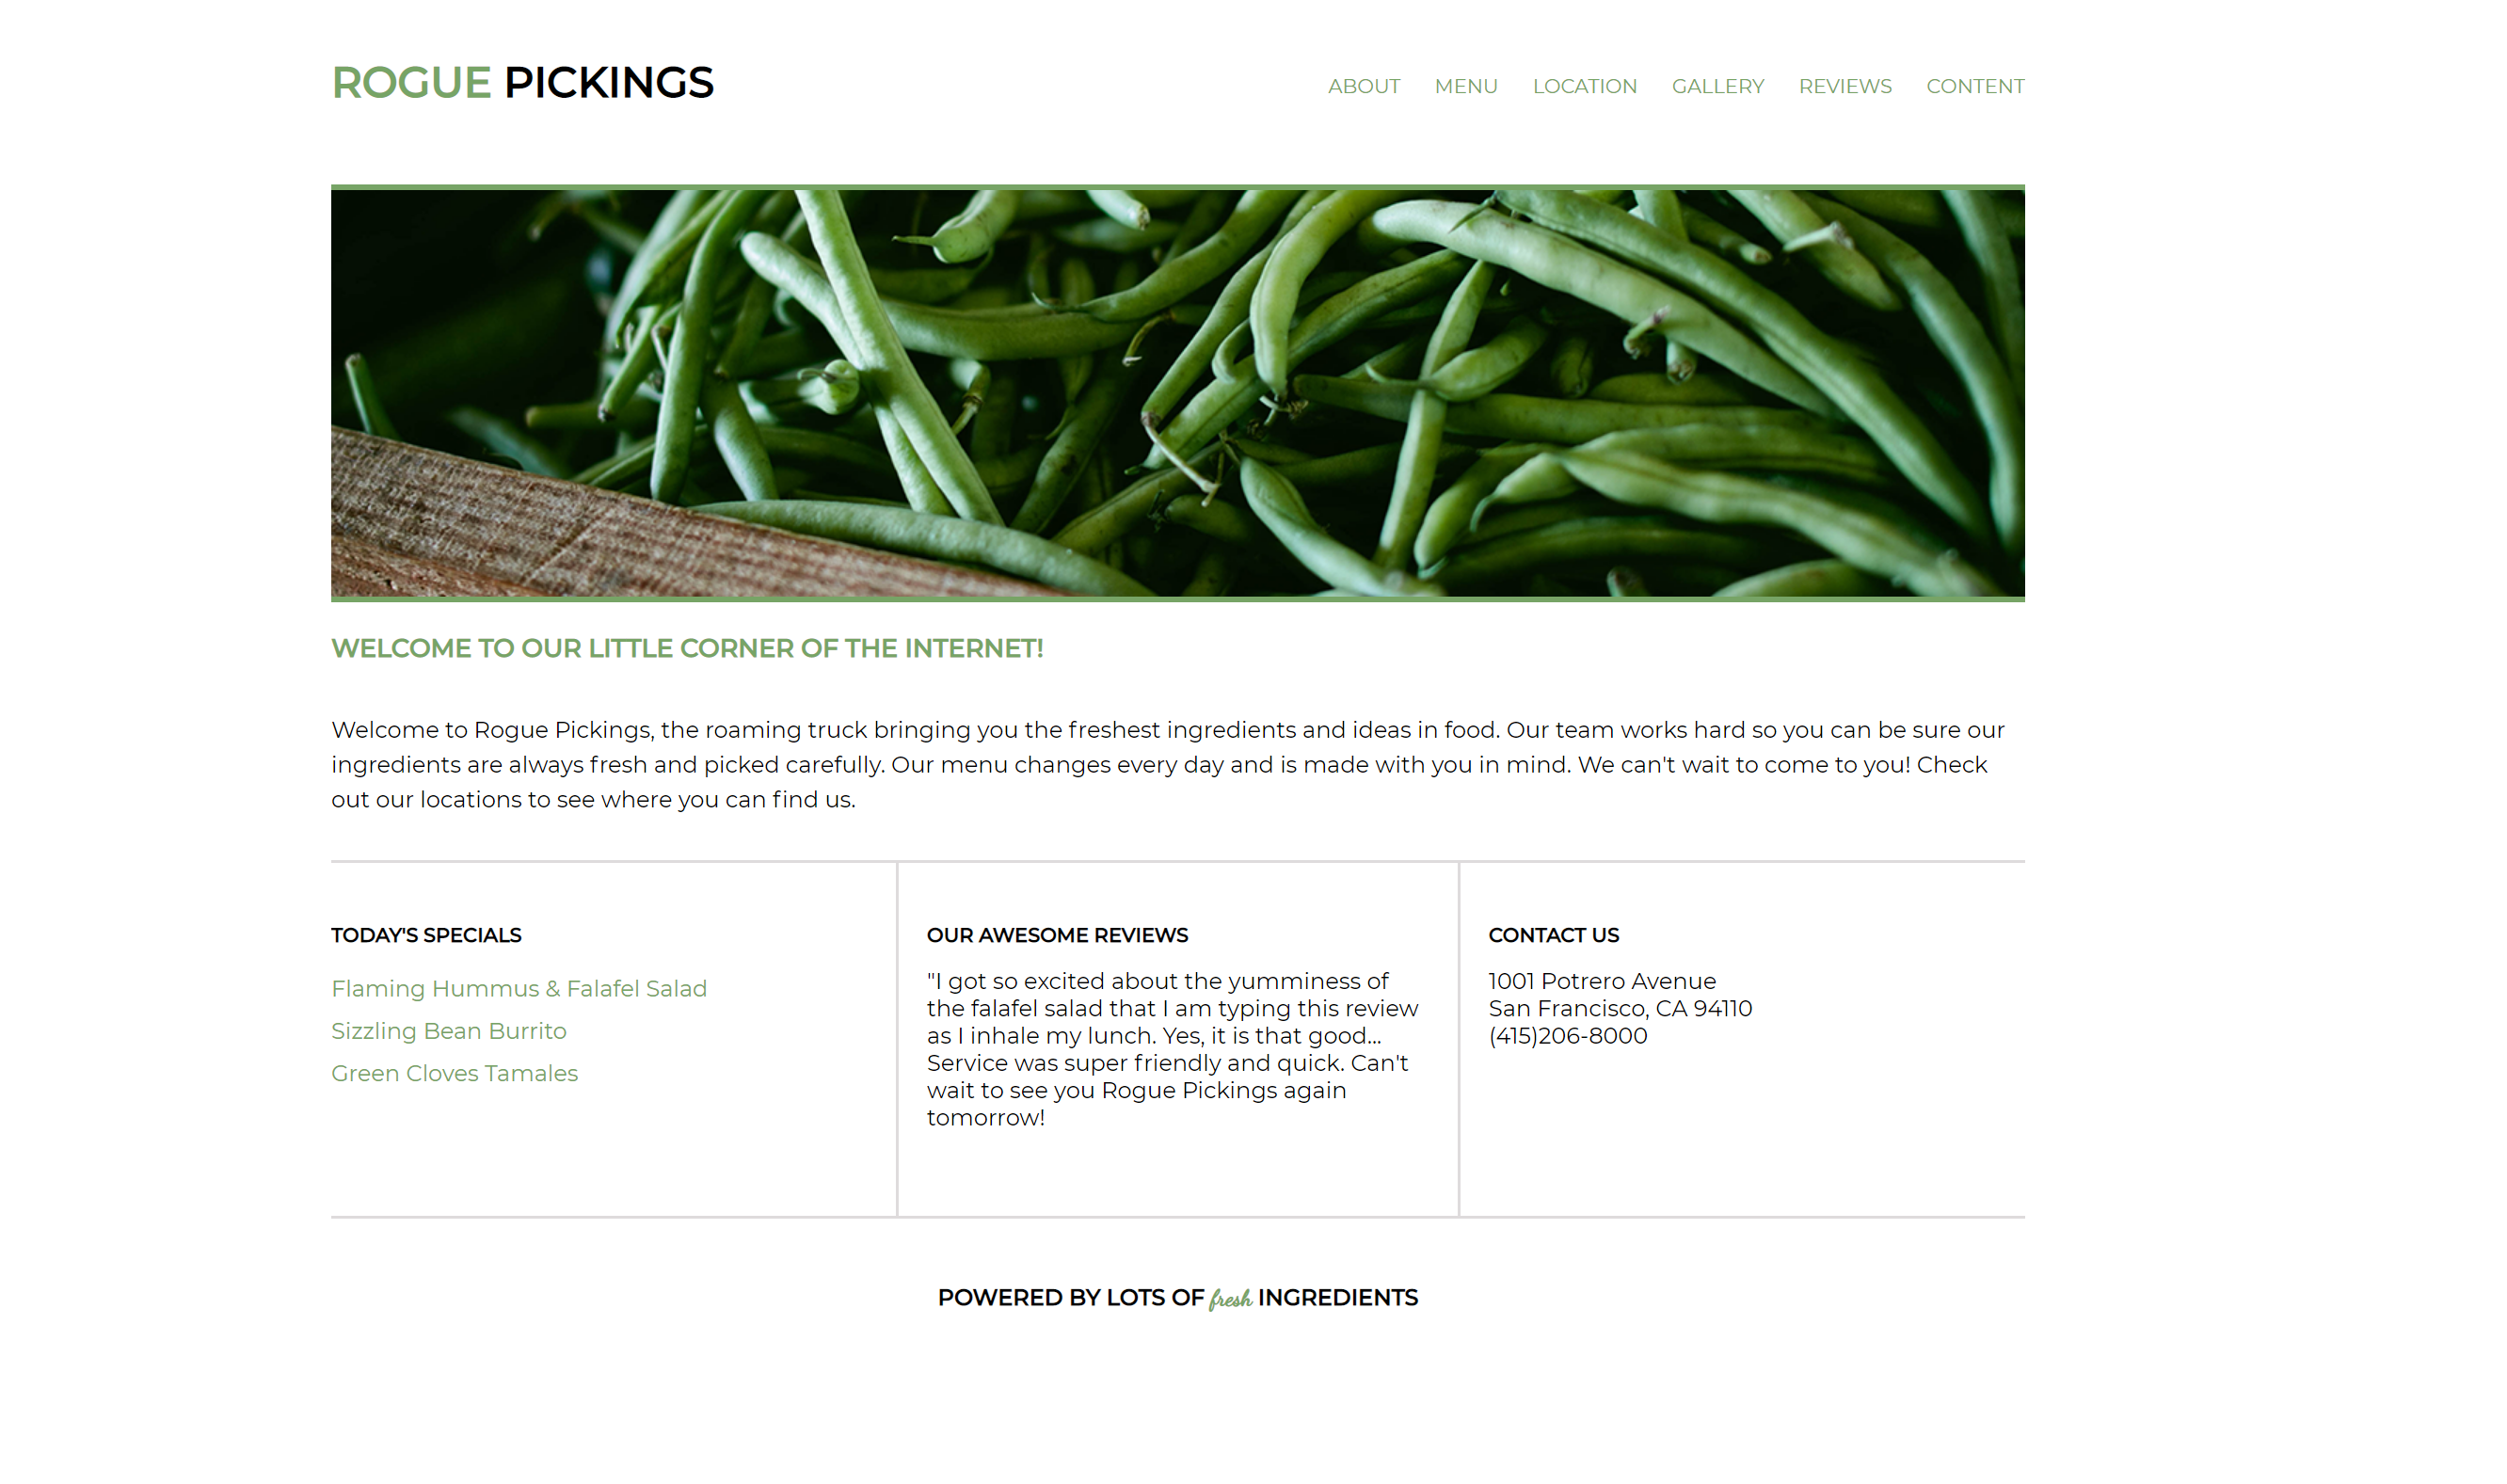 ROGUE PICKINGS
ABOUT MENU LOCATION GALLERY REVIEWS CONTENT
WELCOME TO OUR LITTLE CORNER OF THE INTERNET!
Welcome to Rogue Pickings, the roaming truck bringing you the freshest ingredients and ideas in food. Our team works hard so you can be sure our
ingredients are always fresh and picked carefully. Our menu changes every day and is made with you in mind. We can't wait to come to you! Check
out our locations to see where you can find us.
TODAY'S SPECIALS
Flaming Hummus & Falafel Salad
Sizzling Bean Burrito
Green Cloves Tamales
OUR AWESOME REVIEWS
"I got so excited about the yumminess of
the falafel salad that I am typing this review
as I inhale my lunch. Yes, it is that good...
Service was super friendly and quick. Can't
wait to see you Rogue Pickings again
tomorrow!
CONTACT US
1001 Potrero Avenue
San Francisco, CA 94110
(415)206-8000
POWERED BY LOTS OF fresh INGREDIENTS